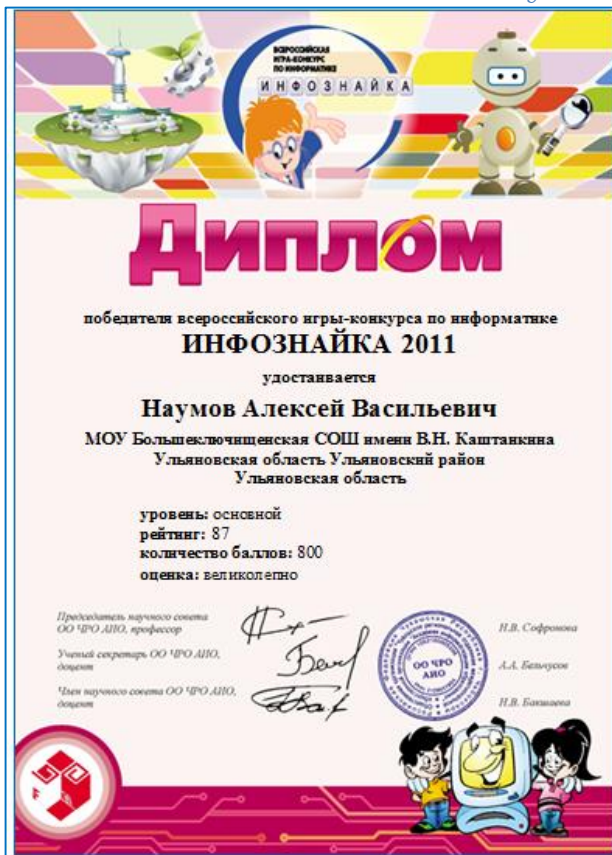 ВСЕРОССИЙСКАЯ
ИГРА-КОНКУРС
ПО ИНФОРМАТИКЕ
ИНФОЗНАЙКА
Диплом
победителя всероссийского игры-конкурса по информатике
ИНФОЗНАЙКА 2011
удостаивается
Наумов Алексей Васильевич
МОУ Большеключищенская СОШ имени В.Н. Каштанкина
Ульяновская область Ульяновский район
Ульяновская область
уровень: основной
рейтинг: 87
количество баллов: 800
оценка: великолепно
Председатель научного совета
ОО ЧРО АИО, профессор
Н.В. Софронова
Ученый секретарь ОО ЧРО АИО,
доцент
А.А. Бельчусов
Член научного совета ОО ЧРО АИО,
доцент
Н.В. Бакшаева
ОО ЧРО
АИО